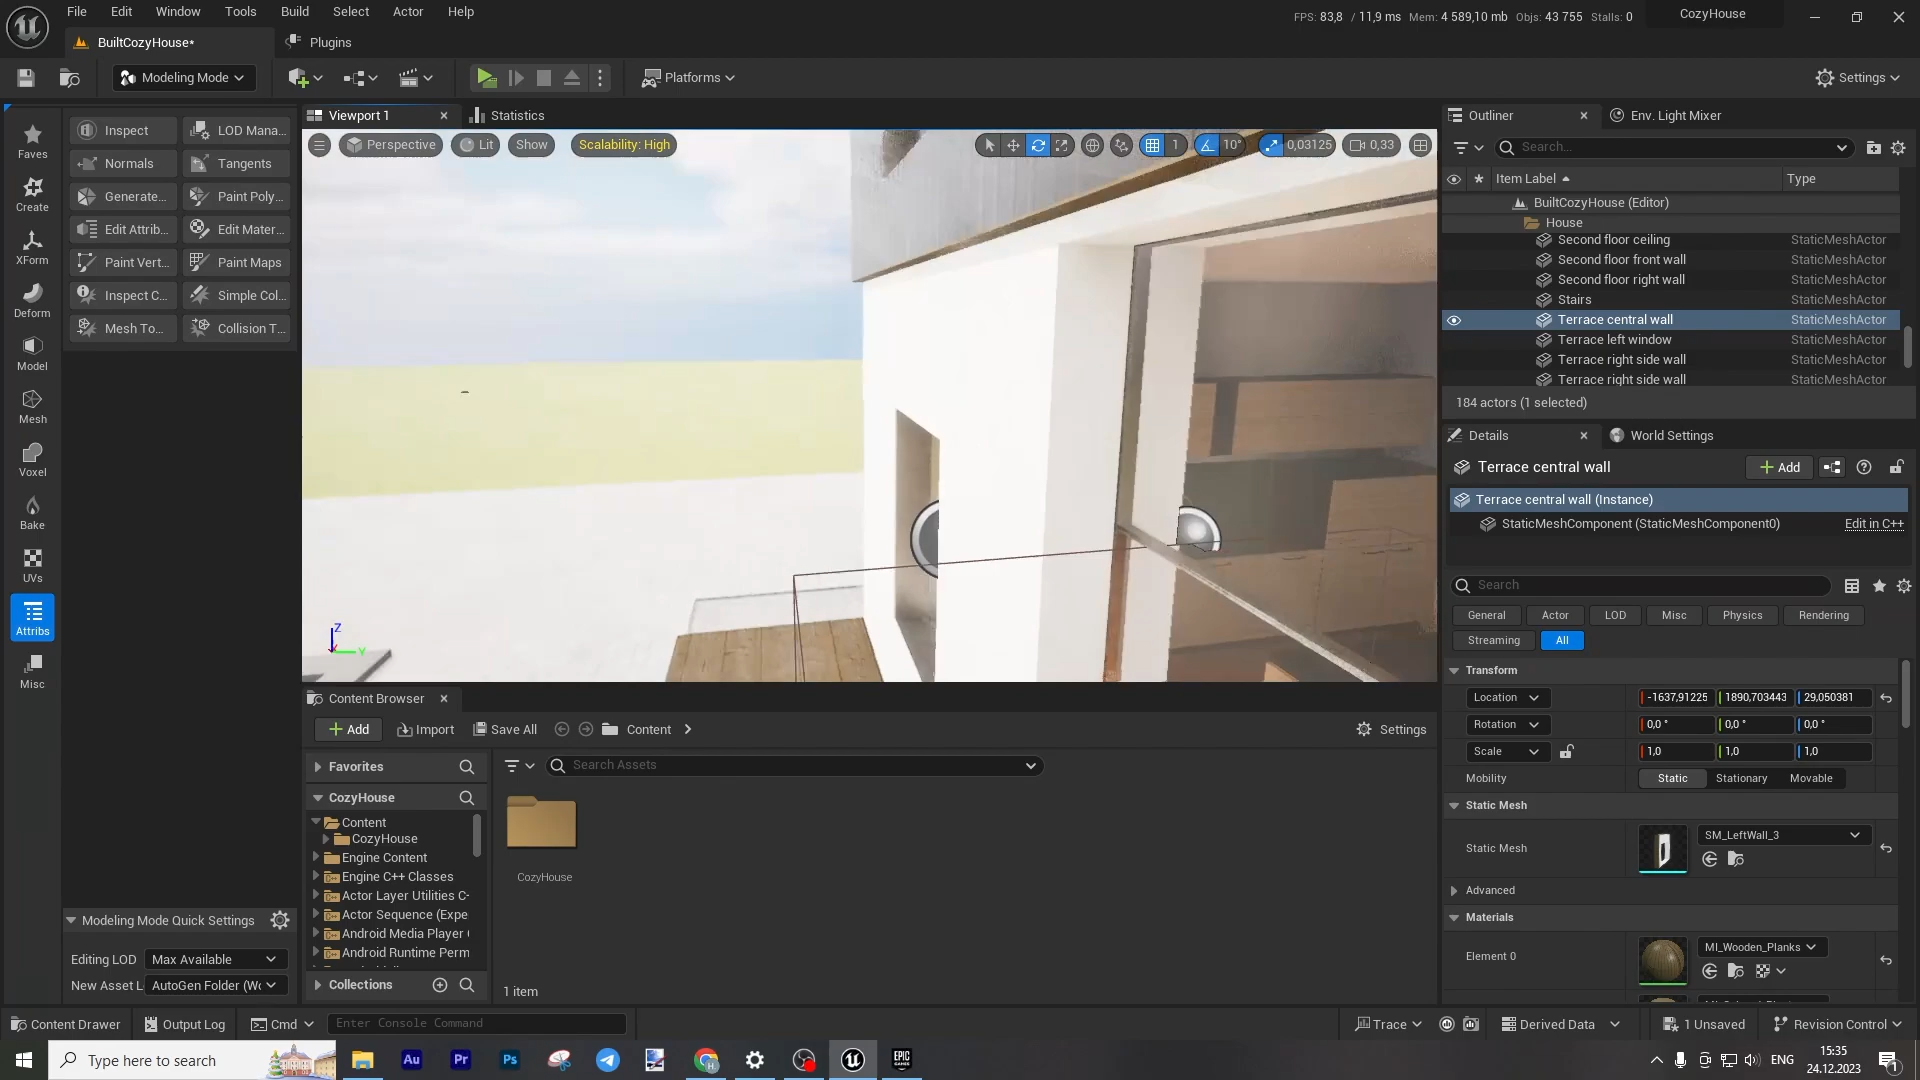 File Edit Window Tools Build Select Actor Help
FPS: 83,8 / 11,9 ms Mem: 4 589,10 mb Objs: 43 755 Stalls: 0
CozyHouse
BuiltCozyHouse*
Plugins
Modeling Mode
Platforms
Settings
Faves
Create
XForm
Deform
Model
Mesh
Voxel
Bake
UVs
Attribs
Misc
Inspect
LOD Mana...
Normals
Tangents
Generate...
Paint Poly...
Edit Attrib...
Edit Mater...
Paint Vert...
Paint Maps
Inspect C...
Simple Col...
Mesh To...
Collision T...
Modeling Mode Quick Settings
Editing LOD Max Available
New Asset L AutoGen Folder (Wo
Viewport 1
Statistics
Perspective
Lit
Show
Scalability: High
1
10°
0,03125
0,33
Z
Y
Content Browser
Add
Import
Save All
Content
Settings
Favorites
CozyHouse
Content
CozyHouse
Engine Content
Engine C++ Classes
Actor Layer Utilities C-
Actor Sequence (Expe
Android Media Player
Android Runtime Perm
Collections
Search Assets
CozyHouse
1 item
Outliner
Env. Light Mixer
Search...
Item Label
Type
BuiltCozyHouse (Editor)
House
Second floor ceiling StaticMeshActor
Second floor front wall StaticMeshActor
Second floor right wall StaticMeshActor
Stairs StaticMeshActor
Terrace central wall StaticMeshActor
Terrace left window StaticMeshActor
Terrace right side wall StaticMeshActor
Terrace right side wall StaticMeshActor
184 actors (1 selected)
Details
World Settings
Terrace central wall
Add
Terrace central wall (Instance)
StaticMeshComponent (StaticMeshComponent0) Edit in C++
Search
General Actor LOD Misc Physics Rendering
Streaming All
Transform
Location -1637,91225 1890,703443 29,050381
Rotation 0,0 ° 0,0 ° 0,0 °
Scale 1,0 1,0 1,0
Mobility Static Stationary Movable
Static Mesh
Static Mesh SM_LeftWall_3
Advanced
Materials
Element 0 MI_Wooden_Planks
Content Drawer
Output Log
Cmd
Enter Console Command
Trace
Derived Data
1 Unsaved
Revision Control
Type here to search
Au
Pr
Ps
EPIC
GAMES
ENG
15:35
24.12.2023
1